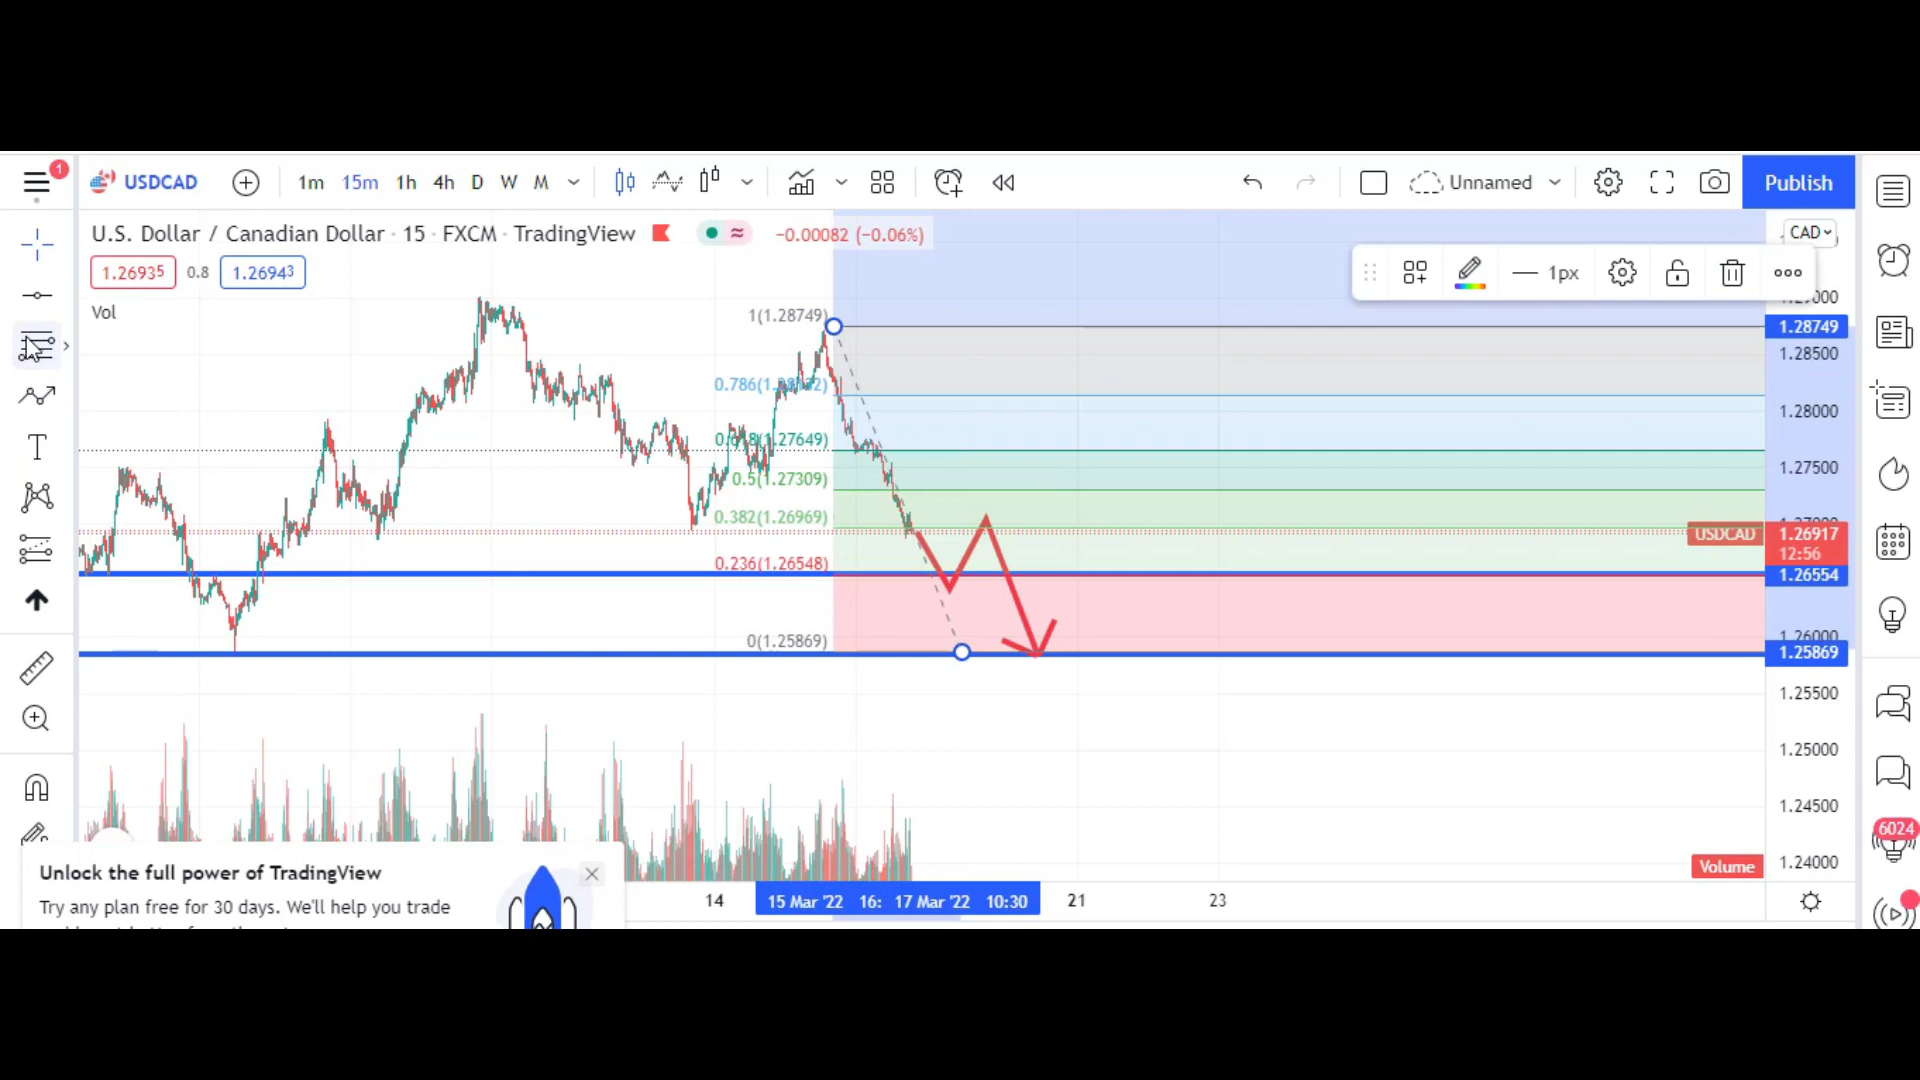 1
USDCAD
1m 15m 1h 4h D W M
Unnamed
Publish
U.S. Dollar / Canadian Dollar · 15 · FXCM · TradingView
−0.00082 (−0.06%)
CAD
1.26935 0.8 1.26943
1px
Vol
1(1.28749)
1.28749
1.28500
1.28000
0.618(1.27649)
1.27500
0.5(1.27309)
0.382(1.26969)
USDCAD 1.26917
12:56
0.236(1.26548)
1.26554
0(1.25869)
1.26000
1.25869
1.25500
1.25000
1.24500
6024
1.24000
Volume
Unlock the full power of TradingView
Try any plan free for 30 days. We'll help you trade
14 15 Mar '22 16: 17 Mar '22 10:30 21 23